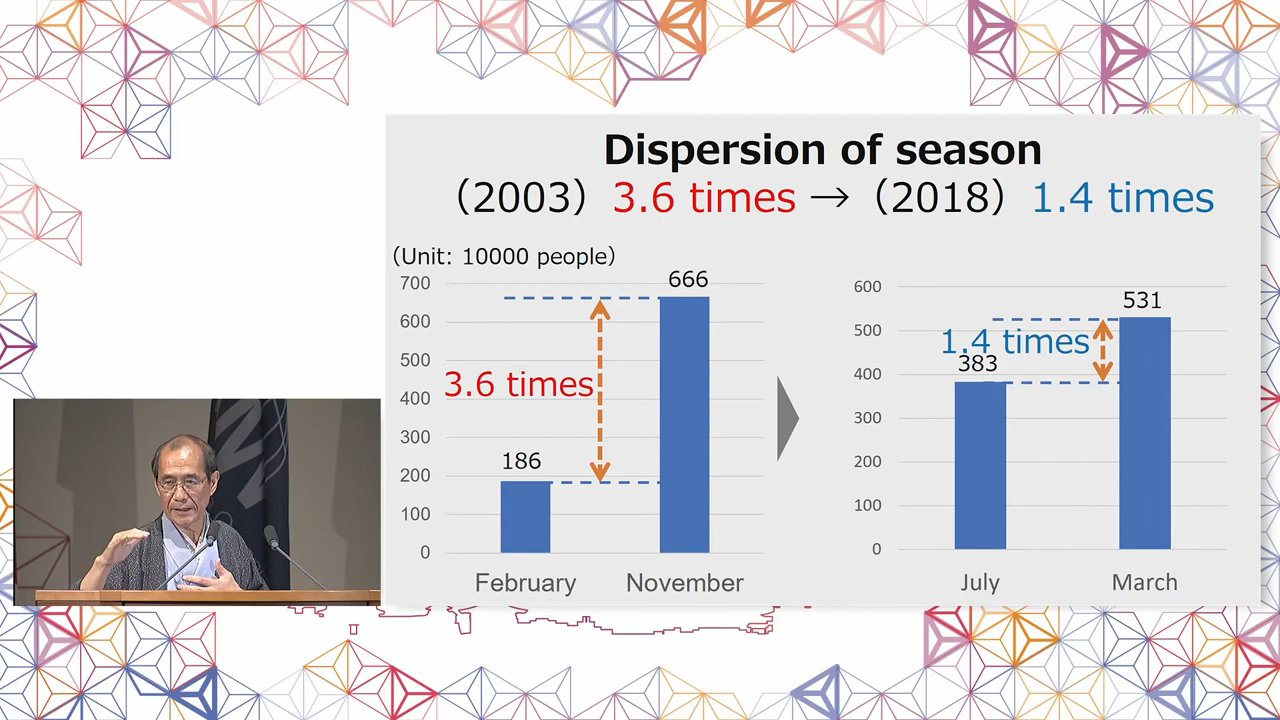 Dispersion of season
（2003）3.6 times →（2018）1.4 times
（Unit: 10000 people）
700
600
500
400
300
200
100
0
666
3.6 times
186
February
November
600
500
400
300
200
100
0
531
1.4 times
383
July
March